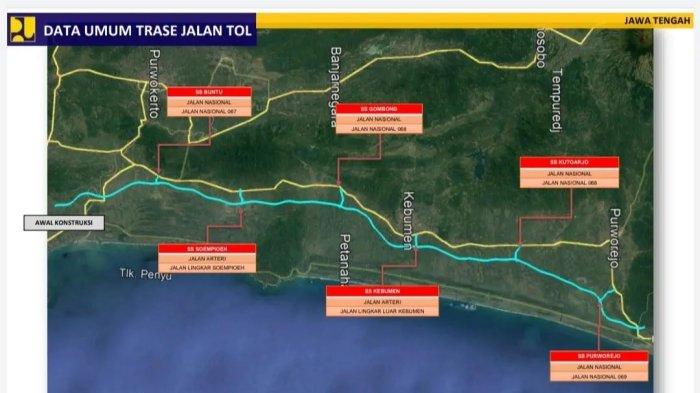 DATA UMUM TRASE JALAN TOL
JAWA TENGAH
Purwokerto
Banjarnegara
nosobo
Tempuredj
SS BUNTU
JALAN NASIONAL
JALAN NASIONAL 067
SS GOMBONG
JALAN NASIONAL
JALAN NASIONAL 068
SS KUTOARJO
JALAN NASIONAL
JALAN NASIONAL 068
AWAL KONSTRUKSI
Kebumen
Purworejo
Petanaha
SS SOEMPIOEH
JALAN ARTERI
JALAN LINGKAR SOEMPIOEH
Tlk. Penyu
SS KEBUMEN
JALAN ARTERI
JALAN LINGKAR LUAR KEBUMEN
SS PURWOREJO
JALAN NASIONAL
JALAN NASIONAL 069